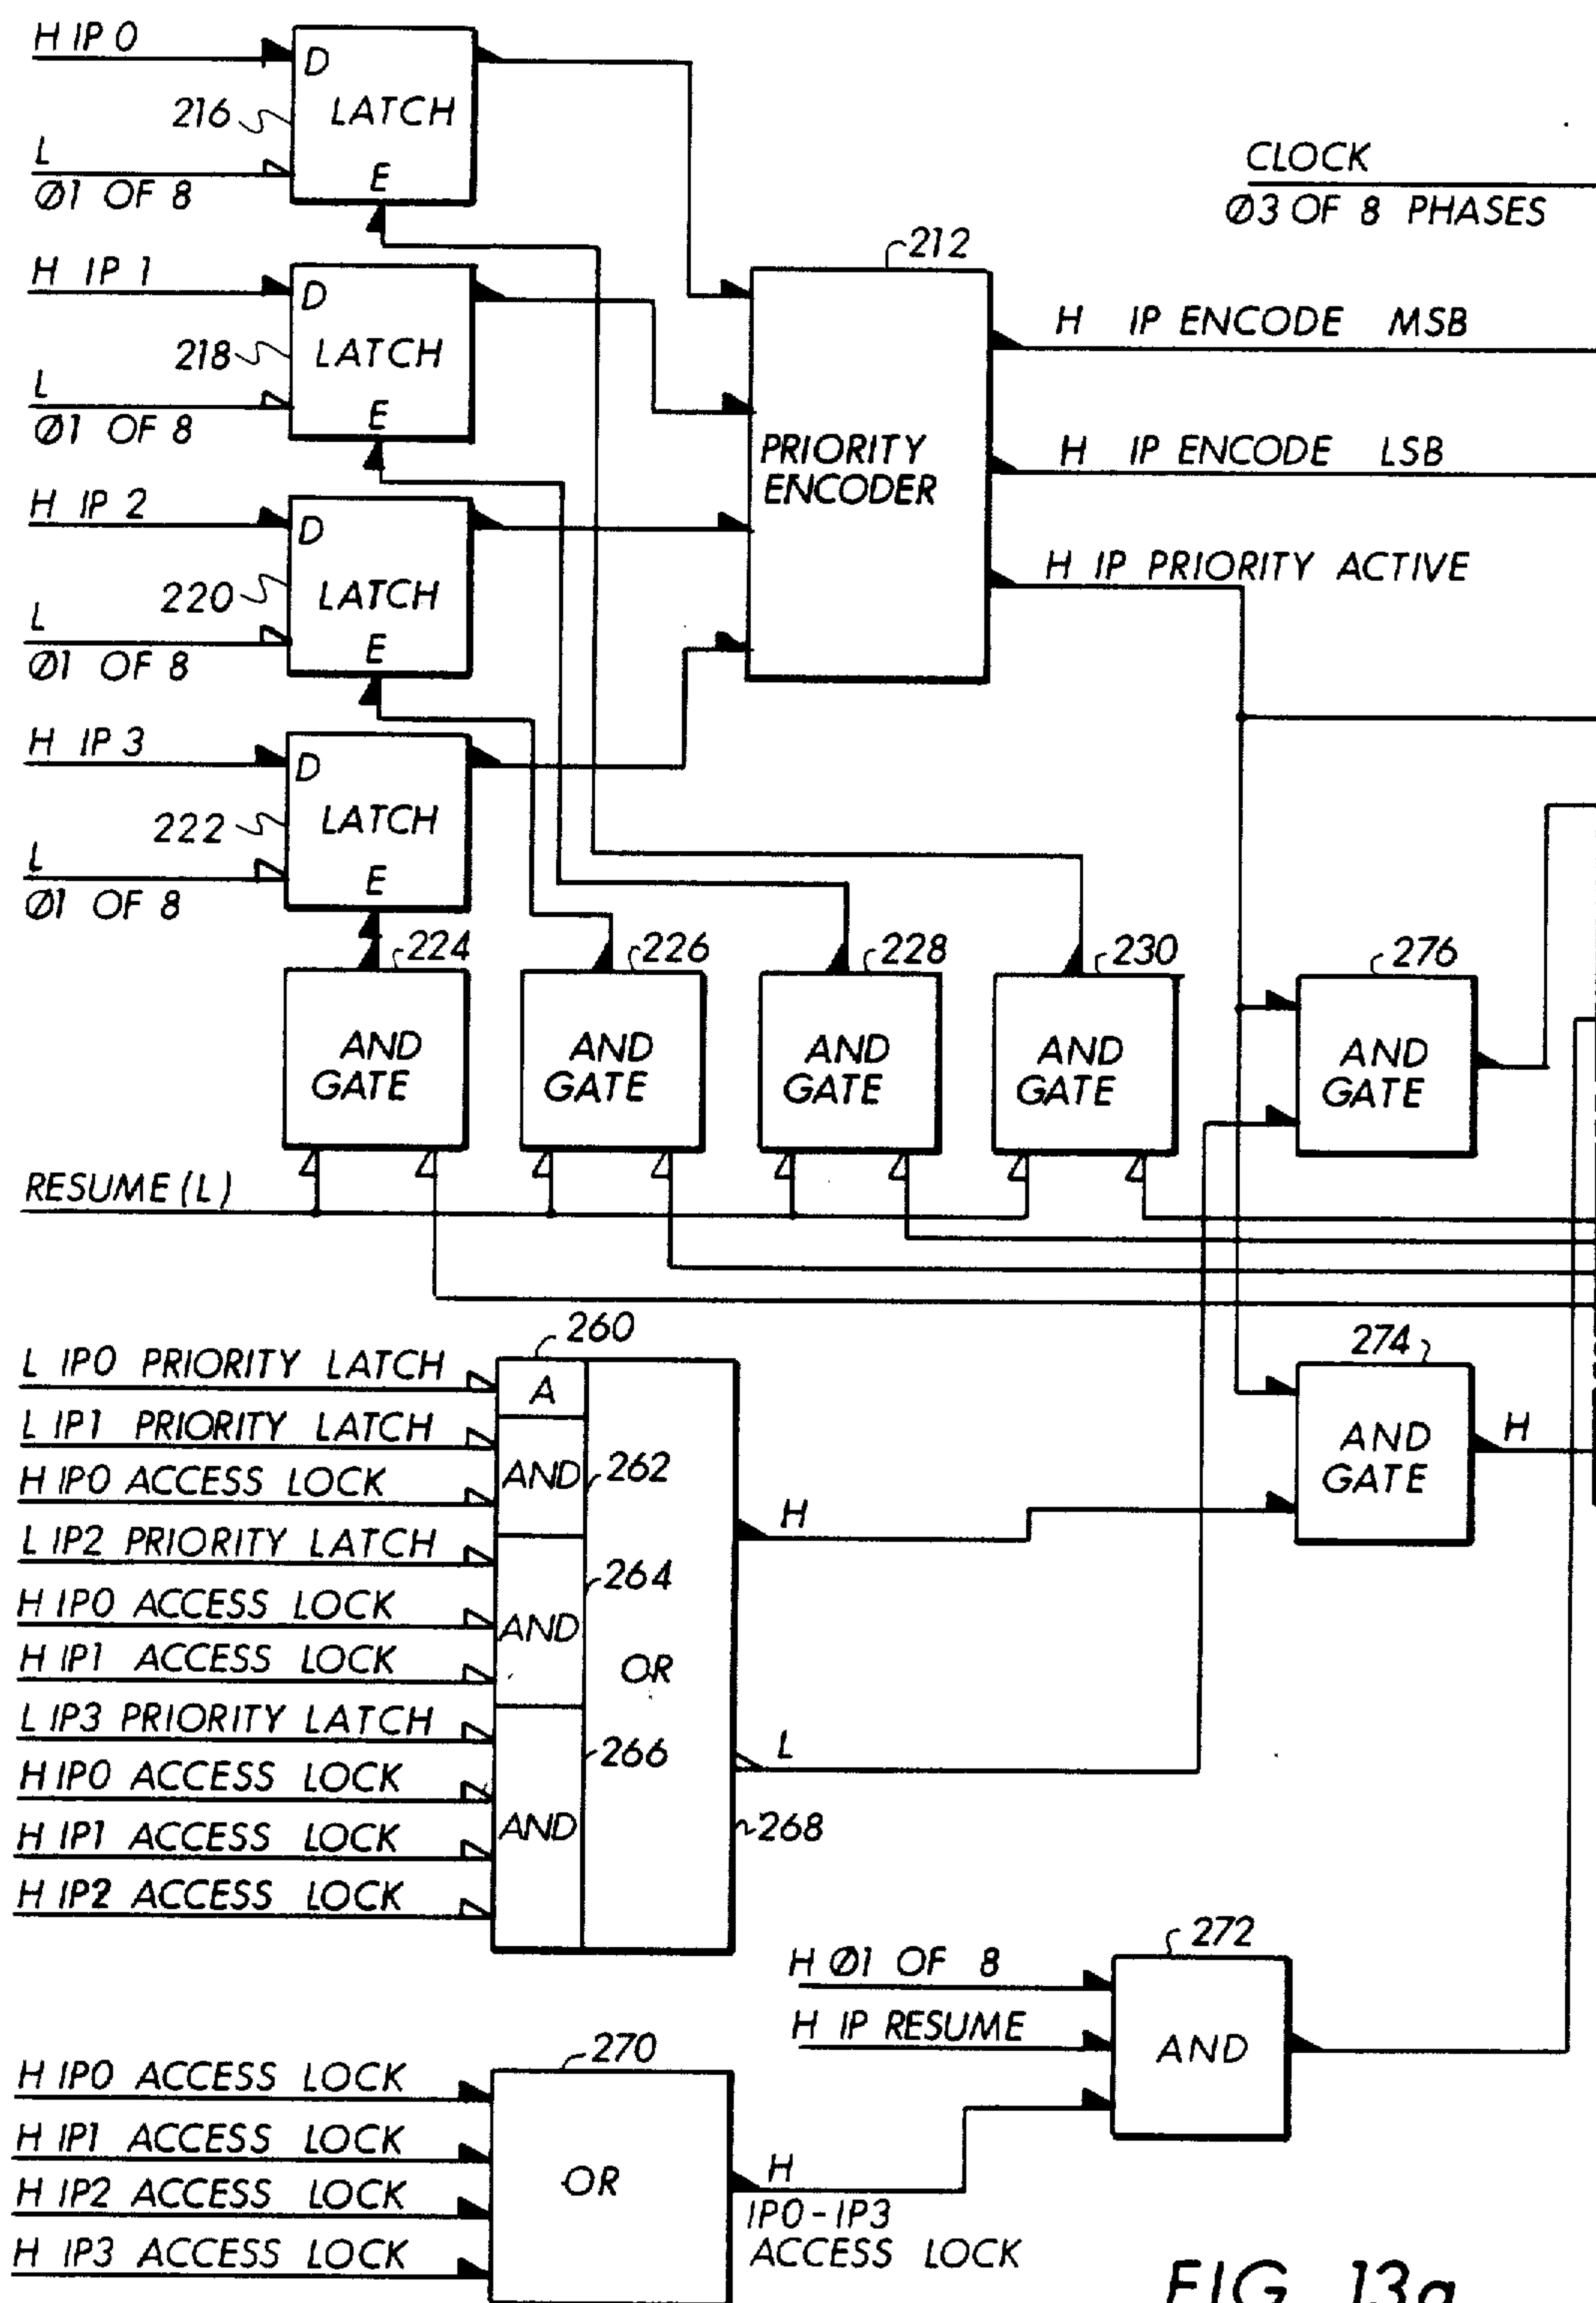 H IP 0
D
216
LATCH
L
Ø1 OF 8
E
CLOCK
Ø3 OF 8 PHASES
H IP 1
D
218
LATCH
L
Ø1 OF 8
E
212
PRIORITY
ENCODER
H IP ENCODE MSB
H IP ENCODE LSB
H IP PRIORITY ACTIVE
H IP 2
D
220
LATCH
L
Ø1 OF 8
E
H IP 3
D
222
LATCH
L
Ø1 OF 8
E
224
AND
GATE
226
AND
GATE
228
AND
GATE
230
AND
GATE
276
AND
GATE
RESUME (L)
260
L IP0 PRIORITY LATCH
A
L IP1 PRIORITY LATCH
AND
262
H IP0 ACCESS LOCK
L IP2 PRIORITY LATCH
264
H IP0 ACCESS LOCK
AND
H IP1 ACCESS LOCK
OR
L IP3 PRIORITY LATCH
266
H IP0 ACCESS LOCK
AND
H IP1 ACCESS LOCK
268
H IP2 ACCESS LOCK
H
L
274
AND
GATE
H
272
H Ø1 OF 8
H IP RESUME
AND
270
H IP0 ACCESS LOCK
H IP1 ACCESS LOCK
H IP2 ACCESS LOCK
H IP3 ACCESS LOCK
OR
H
IP0-IP3
ACCESS LOCK
FIG. 13a